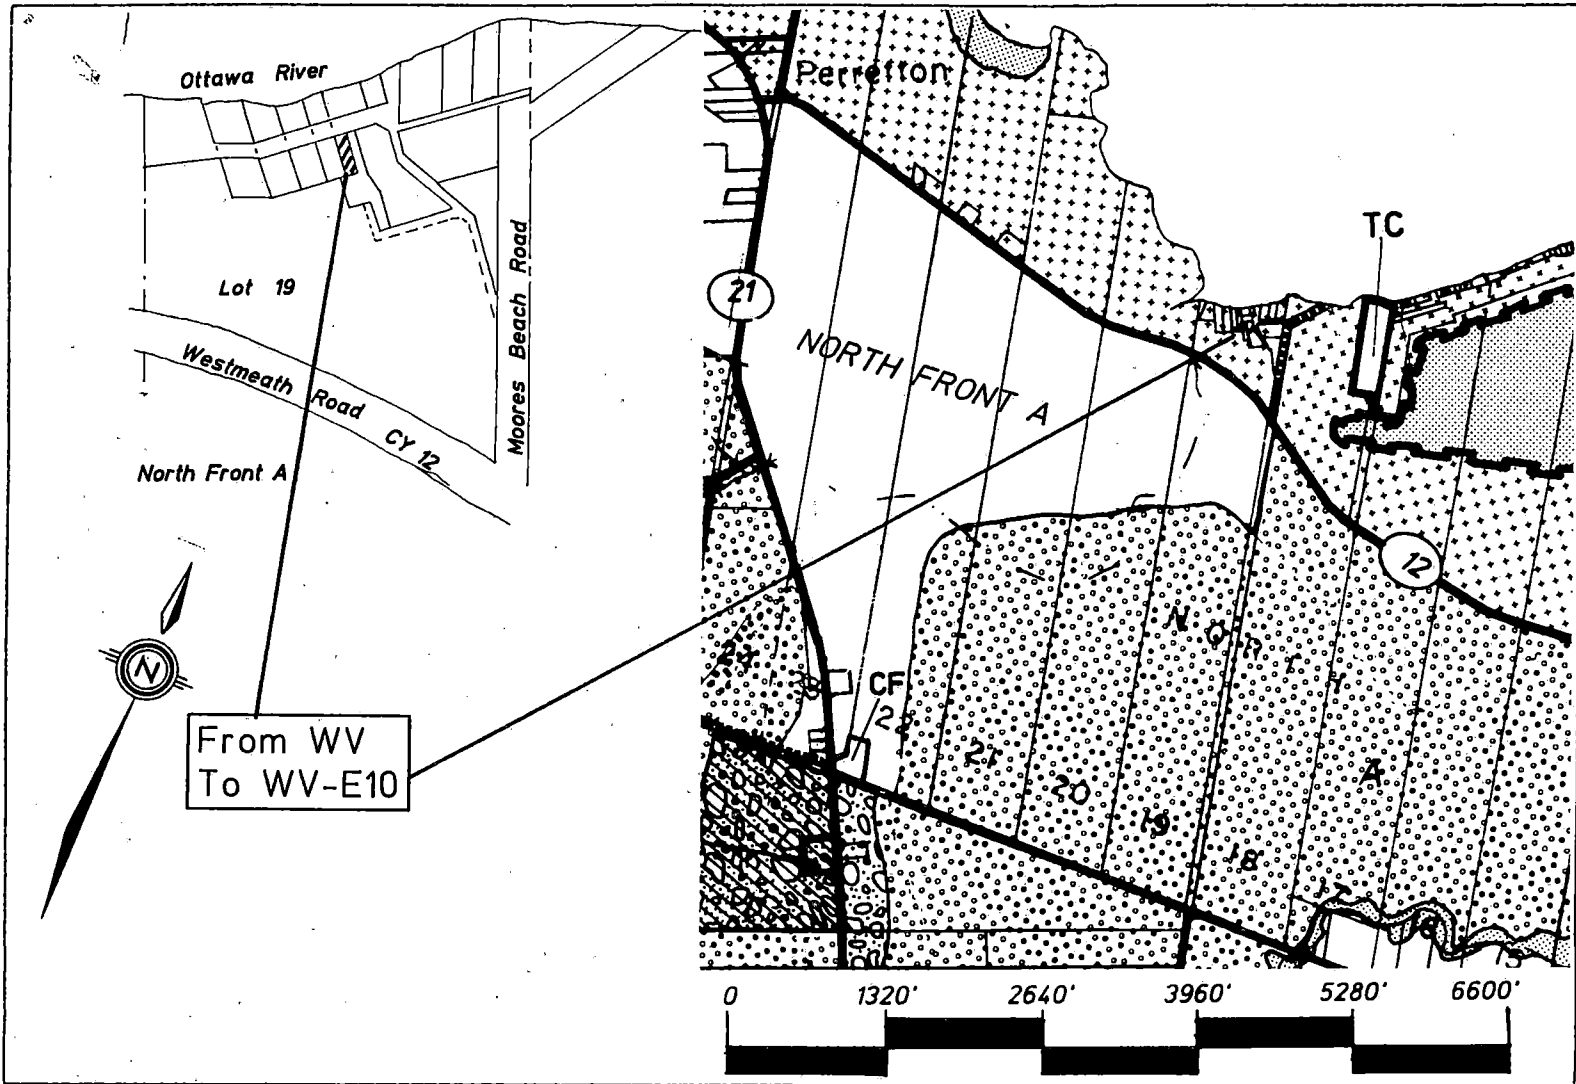 Ottawa River
Lot 19
Westmeath Road CY 12
Moores Beach Road
North Front A
N
From WV
To WV-E10
Perretton
21
NORTH FRONT A
TC
12
24
CF
22
21
20
19
18
17
NORTH
A
0 1320' 2640' 3960' 5280' 6600'